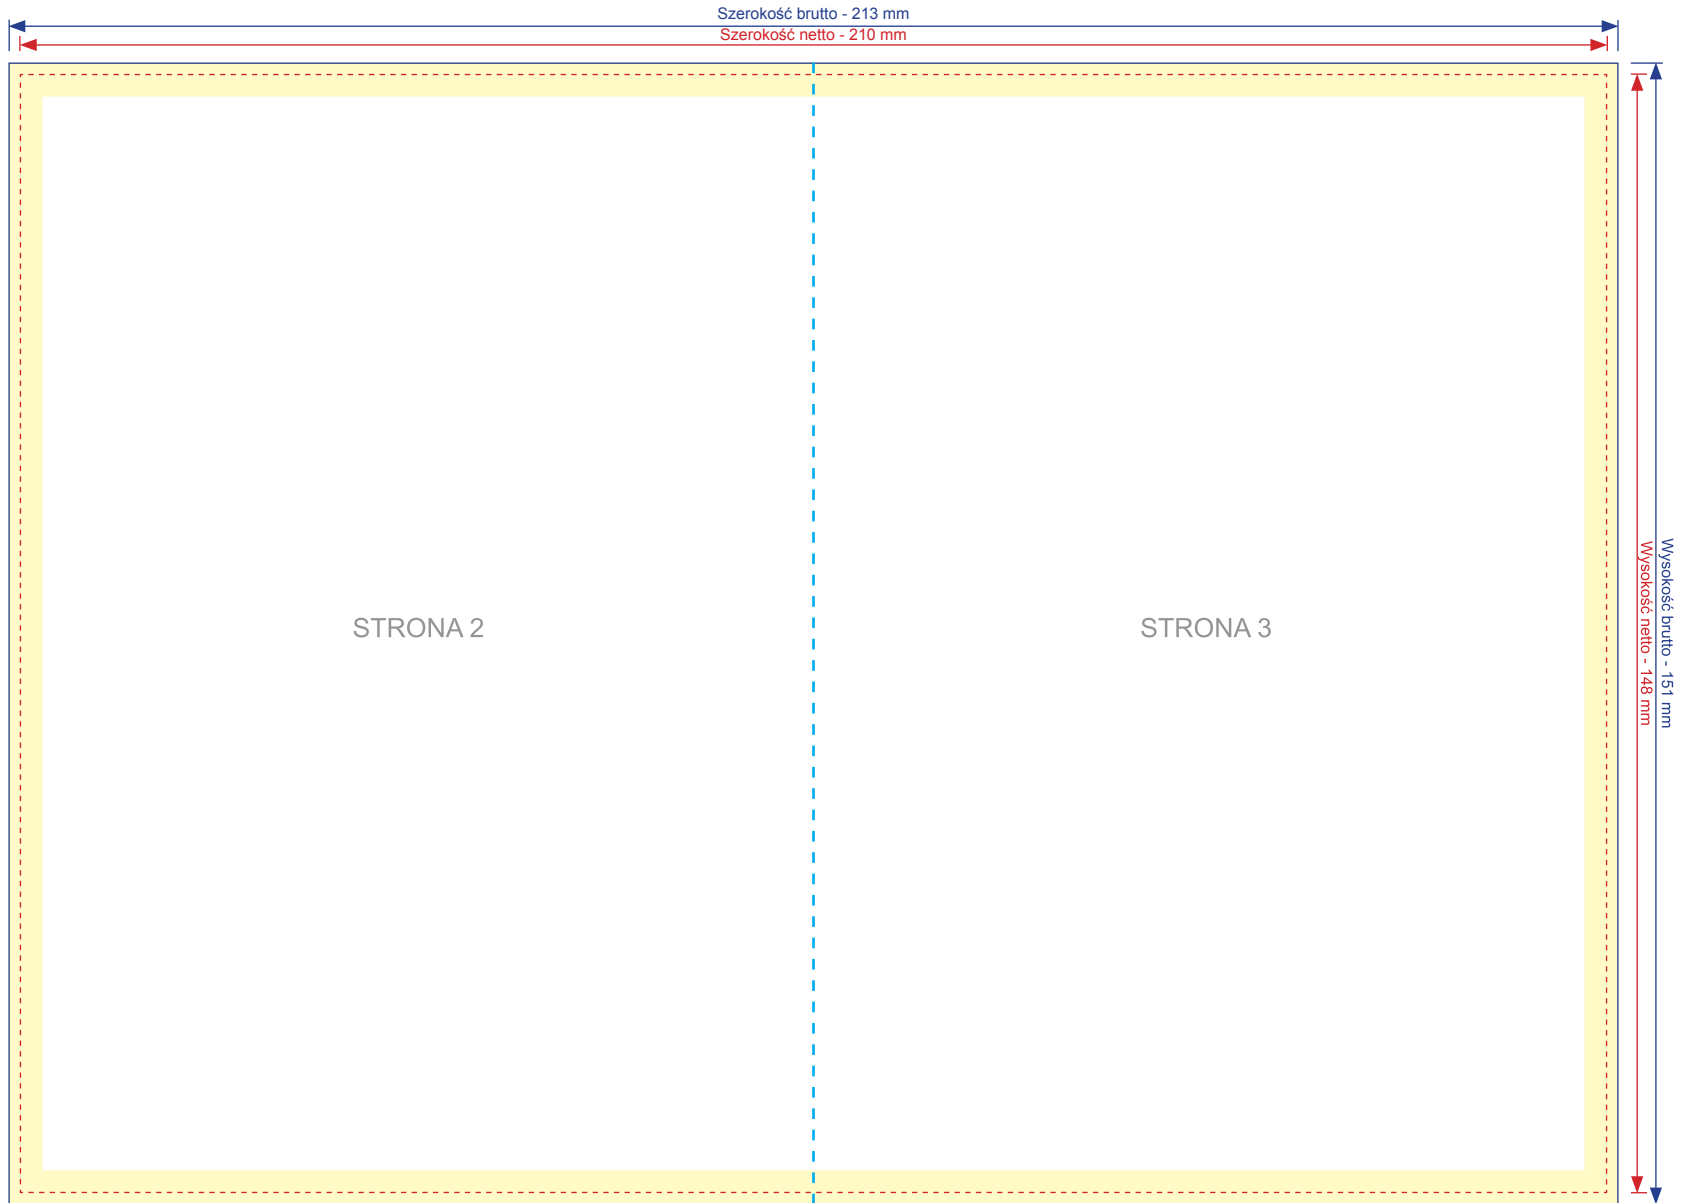 Szerokość brutto - 213 mm
Szerokość netto - 210 mm
STRONA 2
STRONA 3
Wysokość netto - 148 mm
Wysokość brutto - 151 mm